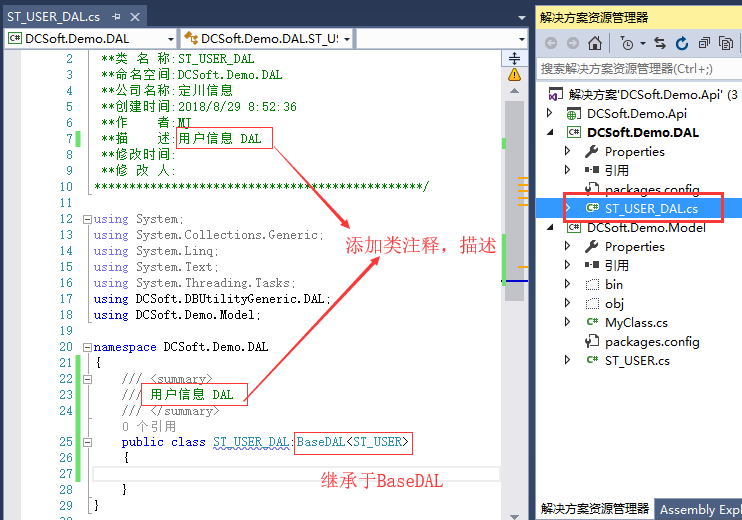 ST_USER_DAL.cs
DCSoft.Demo.DAL
DCSoft.Demo.DAL.ST_U
2 **类 名 称:ST_USER_DAL
3 **命名空间:DCSoft.Demo.DAL
4 **公司名称:定川信息
5 **创建时间:2018/8/29 8:52:36
6 **作 者:MJ
7 **描 述:用户信息 DAL
8 **修改时间:
9 **修 改 人:
10 ************************************************/
11
12 using System;
13 using System.Collections.Generic;
14 using System.Linq;
15 using System.Text;
16 using System.Threading.Tasks;
17 using DCSoft.DBUtilityGeneric.DAL;
18 using DCSoft.Demo.Model;
19
20 namespace DCSoft.Demo.DAL
21 {
22 /// <summary>
23 /// 用户信息 DAL
24 /// </summary>
0 个引用
25 public class ST_USER_DAL:BaseDAL<ST_USER>
26 {
27
28 }
29 }
添加类注释，描述
继承于BaseDAL
解决方案资源管理器
搜索解决方案资源管理器(Ctrl+;)
解决方案'DCSoft.Demo.Api' (3
DCSoft.Demo.Api
DCSoft.Demo.DAL
Properties
引用
packages.config
ST_USER_DAL.cs
DCSoft.Demo.Model
Properties
引用
bin
obj
MyClass.cs
packages.config
ST_USER.cs
解决方案资源管理器
Assembly Expl